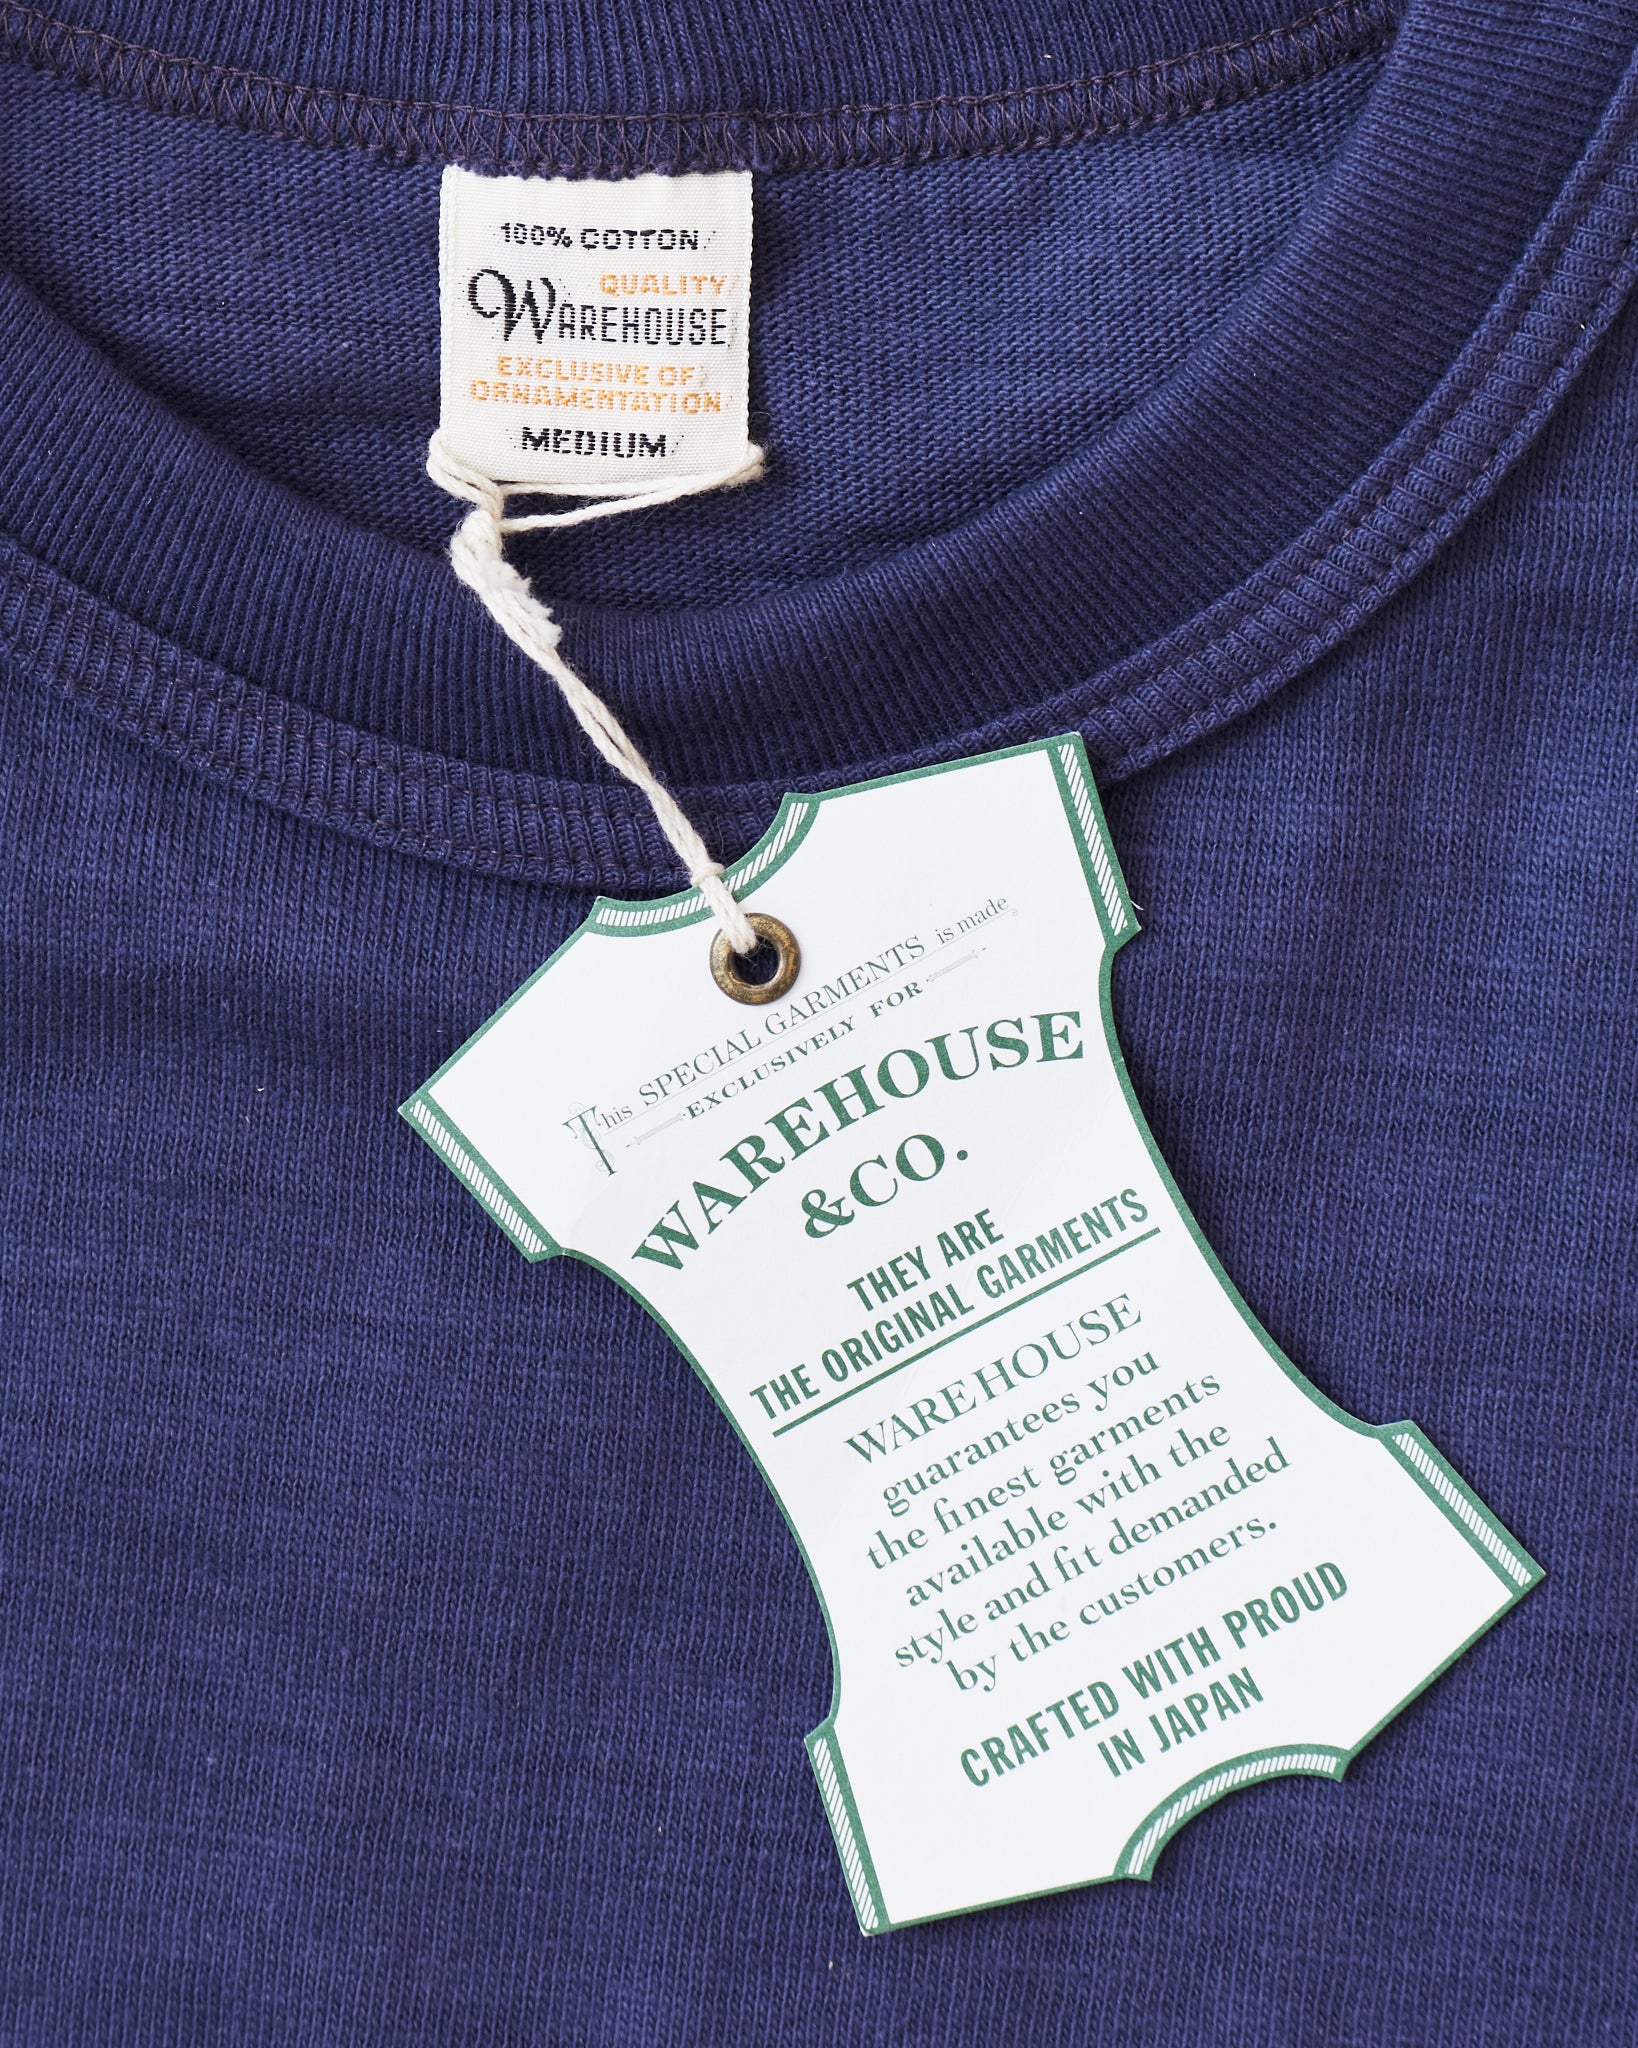 100% COTTON
QUALITY
WAREHOUSE
EXCLUSIVE OF
ORNAMENTATION
MEDIUM
This SPECIAL GARMENTS is made
EXCLUSIVELY FOR
WAREHOUSE
&CO.
THEY ARE
THE ORIGINAL GARMENTS
WAREHOUSE
guarantees you
the finest garments
available with the
style and fit demanded
by the customers.
CRAFTED WITH PROUD
IN JAPAN